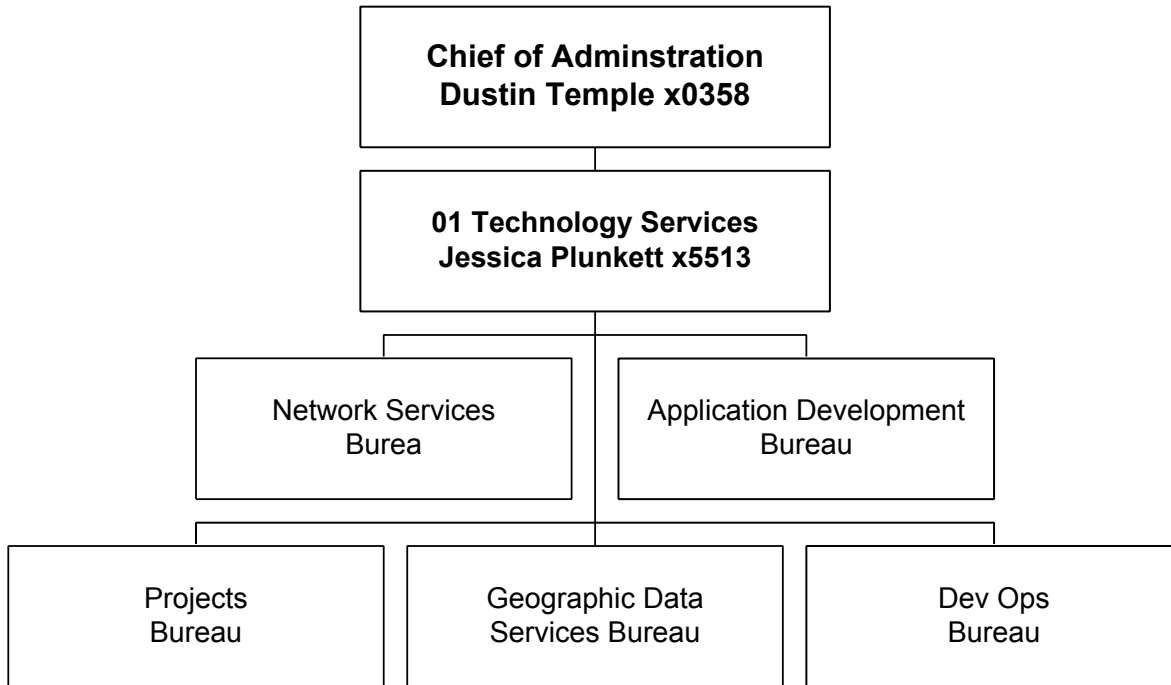 Chief of Adminstration
Dustin Temple x0358
01 Technology Services
Jessica Plunkett x5513
Network Services
Burea
Application Development
Bureau
Projects
Bureau
Geographic Data
Services Bureau
Dev Ops
Bureau